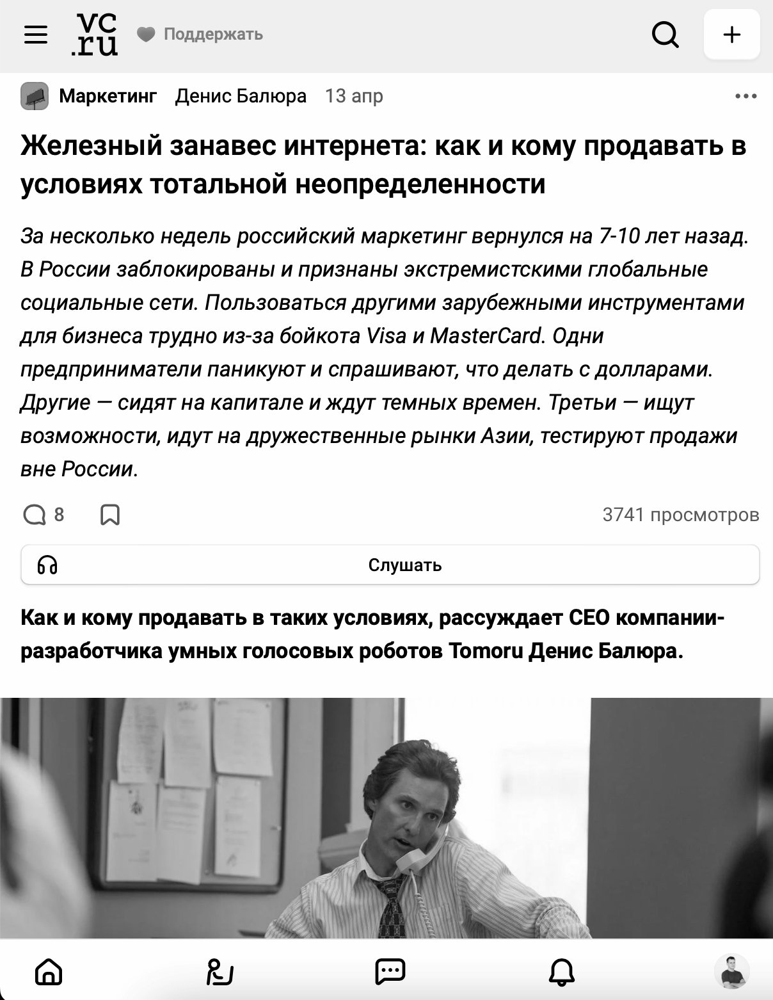 vc
.ru
Поддержать
Маркетинг Денис Балюра 13 апр
Железный занавес интернета: как и кому продавать в
условиях тотальной неопределенности
За несколько недель российский маркетинг вернулся на 7-10 лет назад.
В России заблокированы и признаны экстремистскими глобальные
социальные сети. Пользоваться другими зарубежными инструментами
для бизнеса трудно из-за бойкота Visa и MasterCard. Одни
предприниматели паникуют и спрашивают, что делать с долларами.
Другие — сидят на капитале и ждут темных времен. Третьи — ищут
возможности, идут на дружественные рынки Азии, тестируют продажи
вне России.
8 3741 просмотров
Слушать
Как и кому продавать в таких условиях, рассуждает CEO компании-
разработчика умных голосовых роботов Tomoru Денис Балюра.